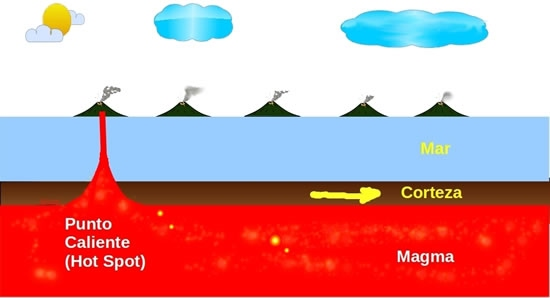 Mar
Corteza
Punto
Caliente
(Hot Spot)
Magma